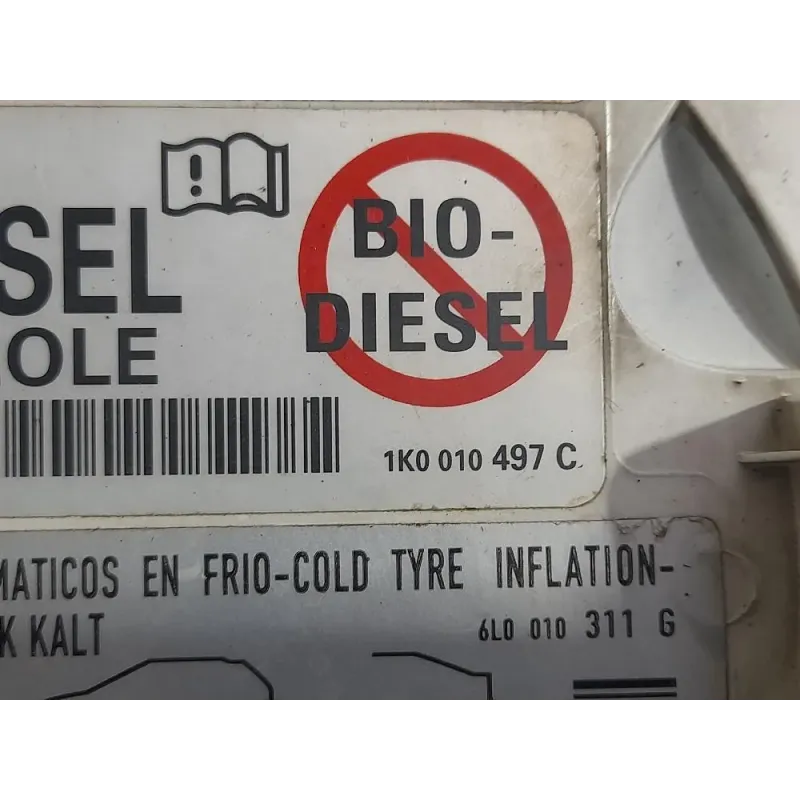 SEL
BIO-
DIESEL
OLE
1K0 010 497 C
MATICOS EN FRIO-COLD TYRE INFLATION-
K KALT
6L0 010 311 G